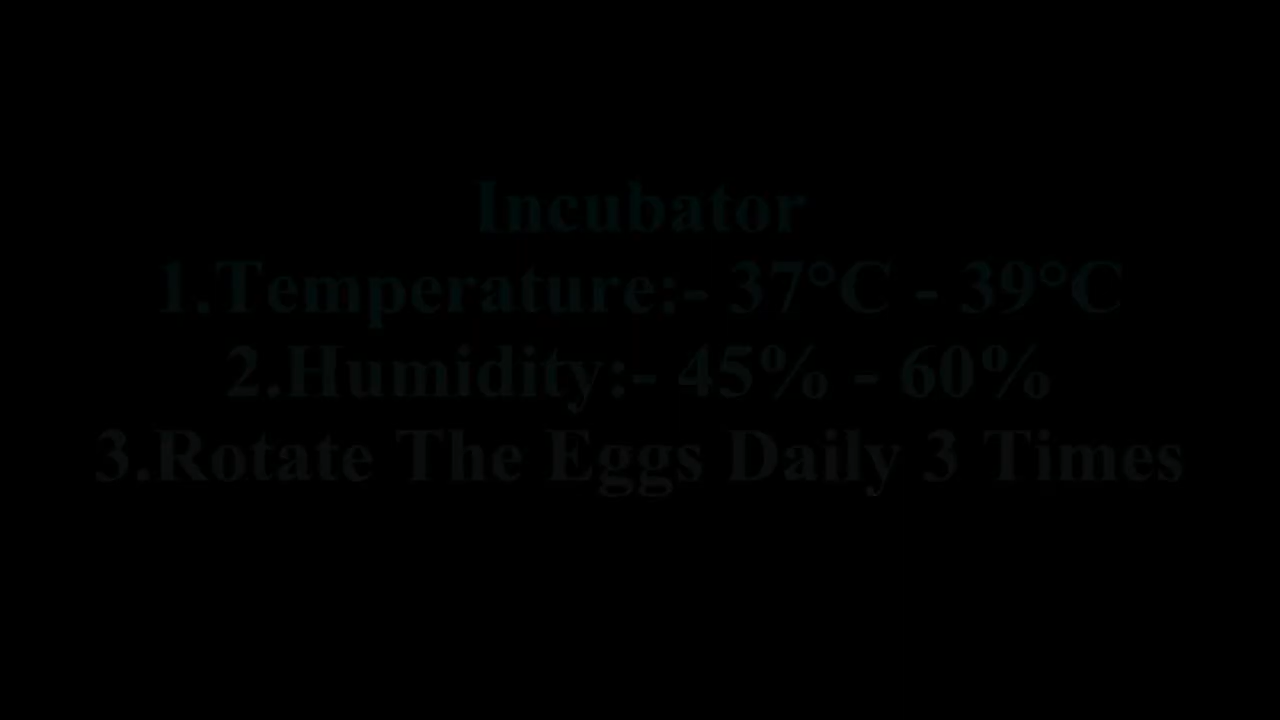 Incubator
1.Temperature:- 37°C - 39°C
2.Humidity:- 45% - 60%
3.Rotate The Eggs Daily 3 Times